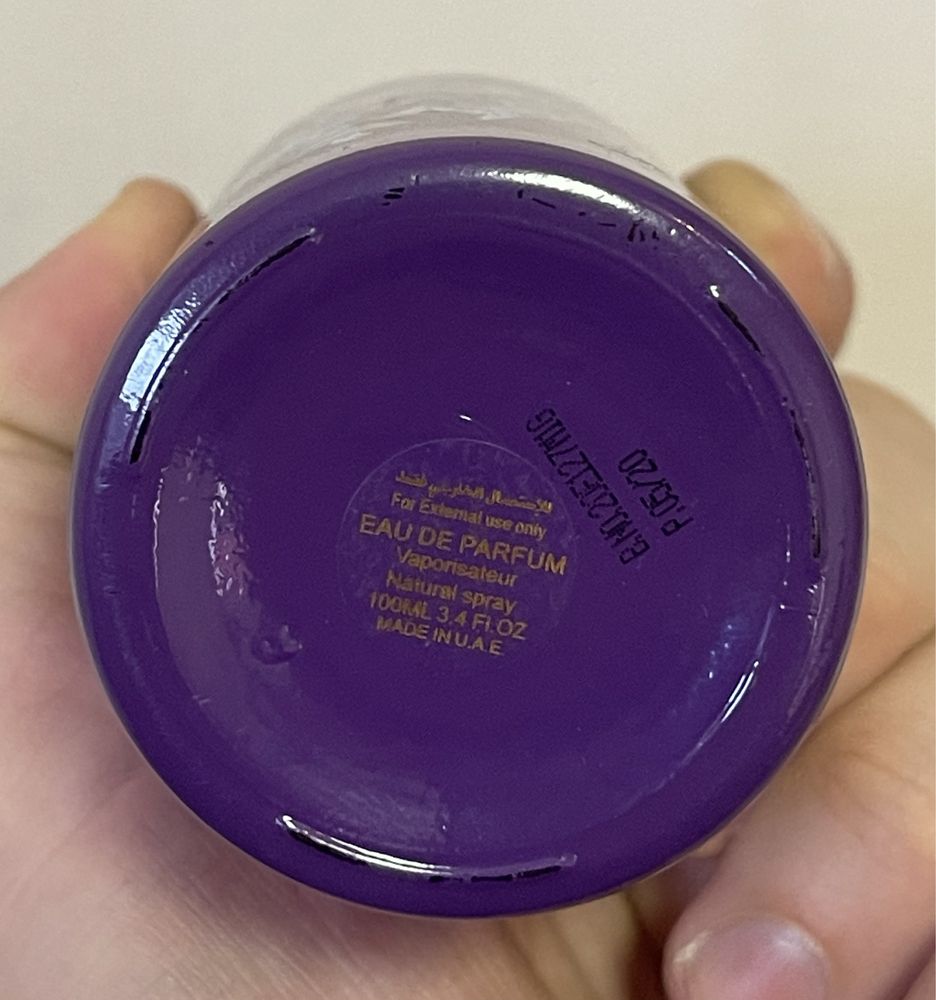 للإستعمال الخارجي فقط
For External use only
EAU DE PARFUM
Vaporisateur
Natural spray
100ML 3.4 Fl.OZ
MADE IN U.A.E
P.05/20